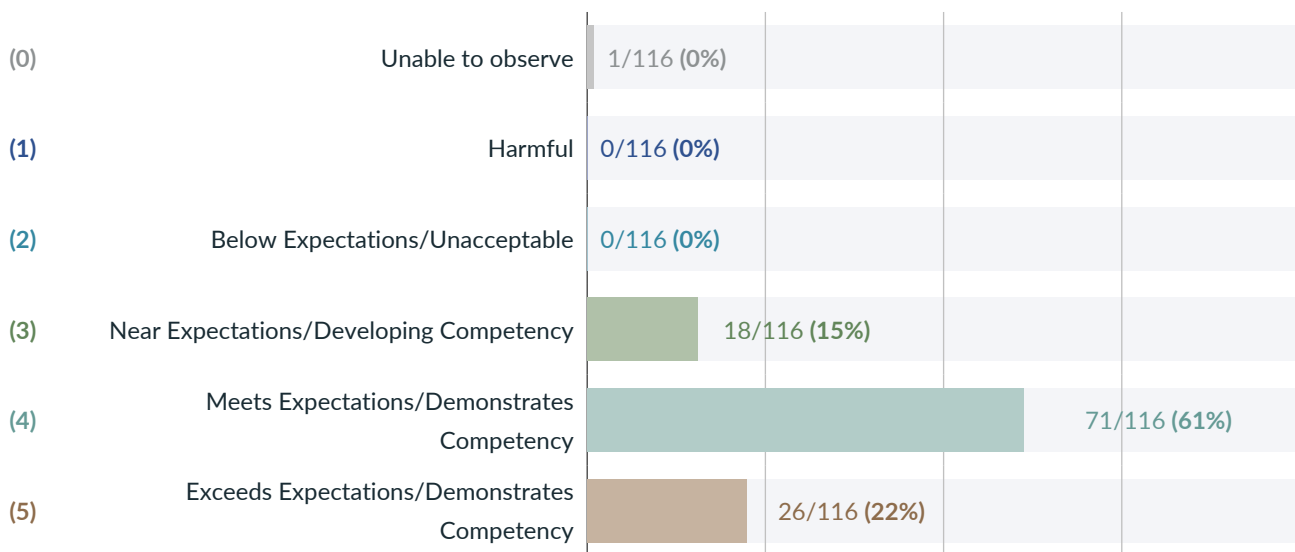 (0) Unable to observe 1/116 (0%)
(1) Harmful 0/116 (0%)
(2) Below Expectations/Unacceptable 0/116 (0%)
(3) Near Expectations/Developing Competency 18/116 (15%)
(4) Meets Expectations/Demonstrates
Competency 71/116 (61%)
(5) Exceeds Expectations/Demonstrates
Competency 26/116 (22%)